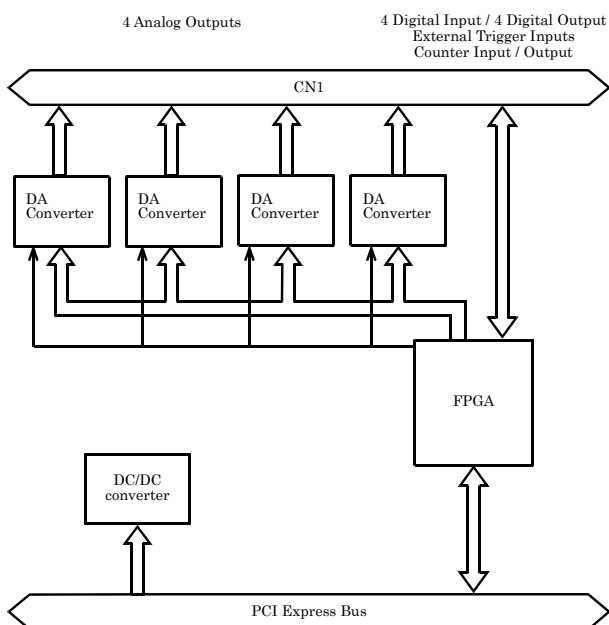 4 Analog Outputs
4 Digital Input / 4 Digital Output
External Trigger Inputs
Counter Input / Output
CN1
DA
Converter
DA
Converter
DA
Converter
DA
Converter
FPGA
DC/DC
converter
PCI Express Bus